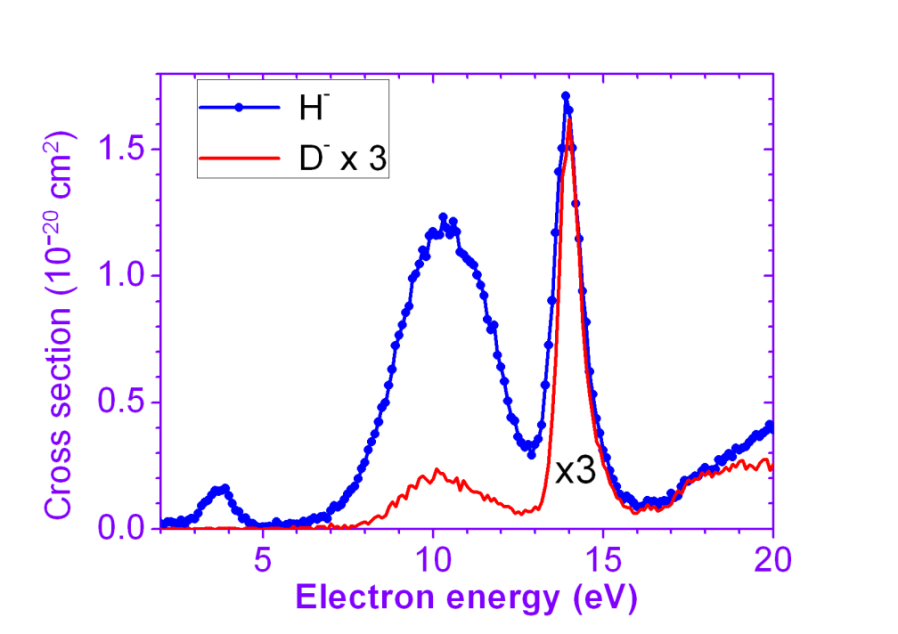 H⁻
D⁻ x 3
1.5
1.0
0.5
0.0
Cross section (10⁻²⁰ cm²)
x3
5 10 15 20
Electron energy (eV)